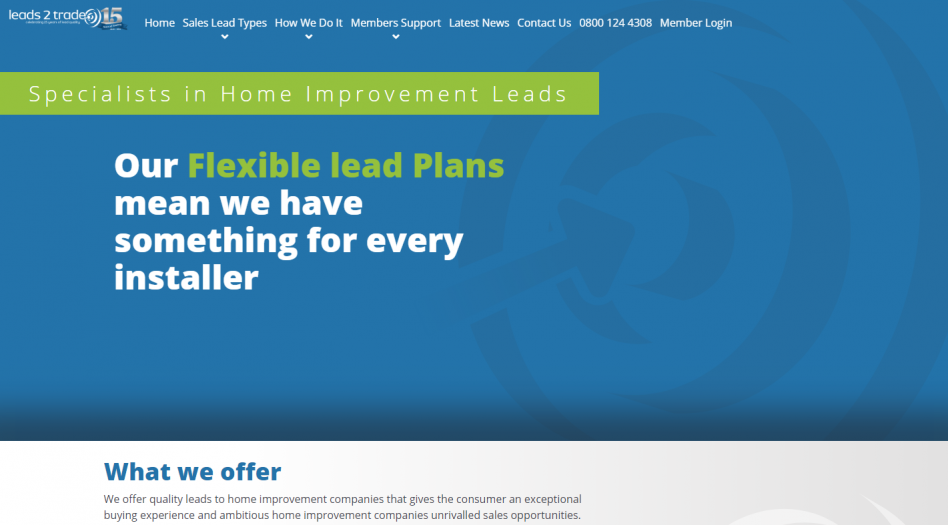 leads 2 trade 15
Home Sales Lead Types How We Do It Members Support Latest News Contact Us 0800 124 4308 Member Login
Specialists in Home Improvement Leads
Our Flexible lead Plans
mean we have
something for every
installer
What we offer
We offer quality leads to home improvement companies that gives the consumer an exceptional
buying experience and ambitious home improvement companies unrivalled sales opportunities.